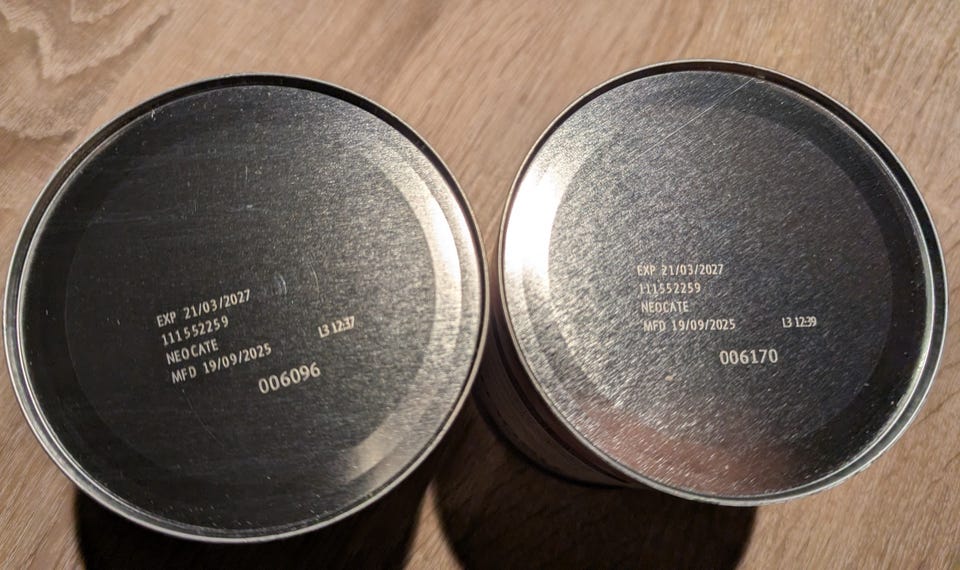 EXP 21/03/2027
111552259
NEOCATE
MFD 19/09/2025
L3 12:37
006096
EXP 21/03/2027
111552259
NEOCATE
MFD 19/09/2025
L3 12:39
006170